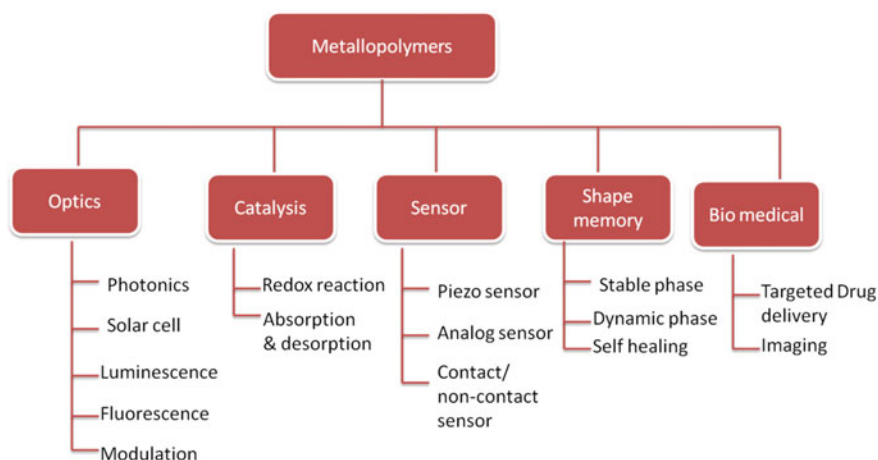 Metallopolymers
Optics
Photonics
Solar cell
Luminescence
Fluorescence
Modulation
Catalysis
Redox reaction
Absorption
& desorption
Sensor
Piezo sensor
Analog sensor
Contact/
non-contact
sensor
Shape
memory
Stable phase
Dynamic phase
Self healing
Bio medical
Targeted Drug
delivery
Imaging